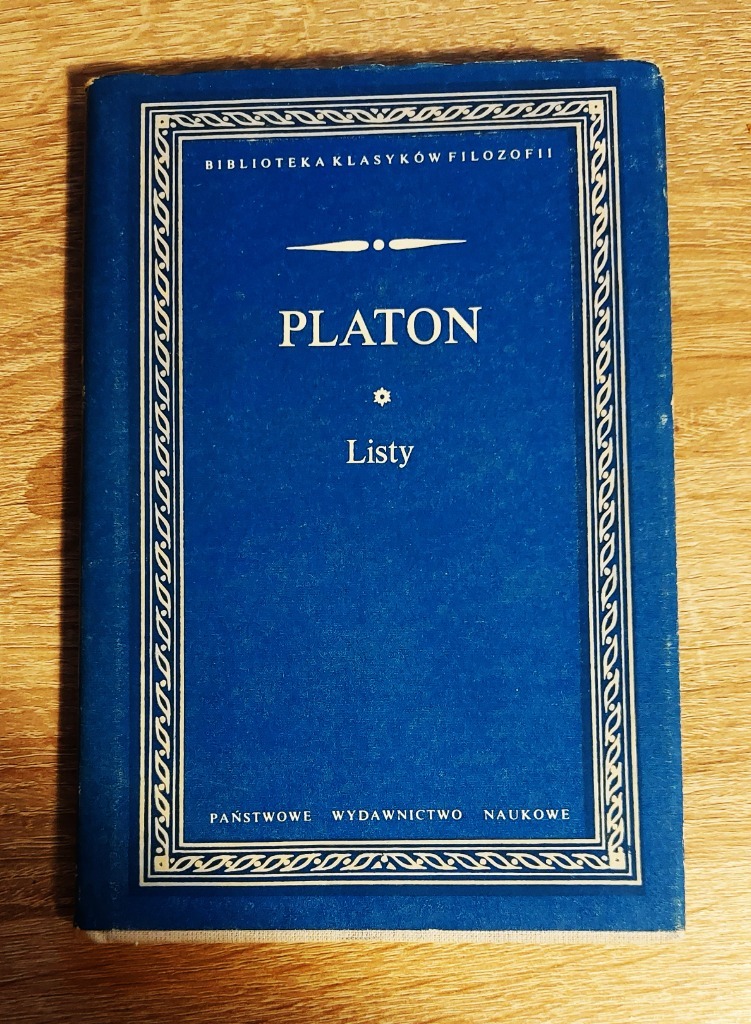 BIBLIOTEKA KLASYKÓW FILOZOFII
PLATON
Listy
PAŃSTWOWE WYDAWNICTWO NAUKOWE